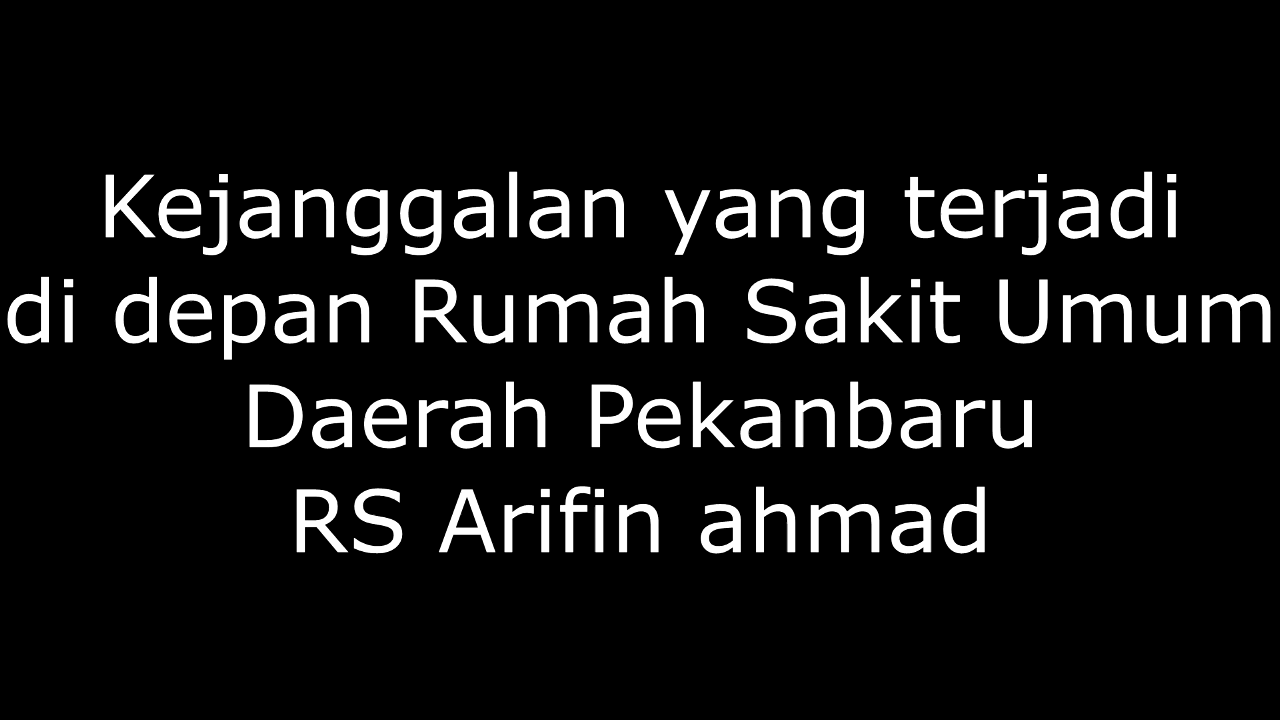 Kejanggalan yang terjadi
di depan Rumah Sakit Umum
Daerah Pekanbaru
RS Arifin ahmad